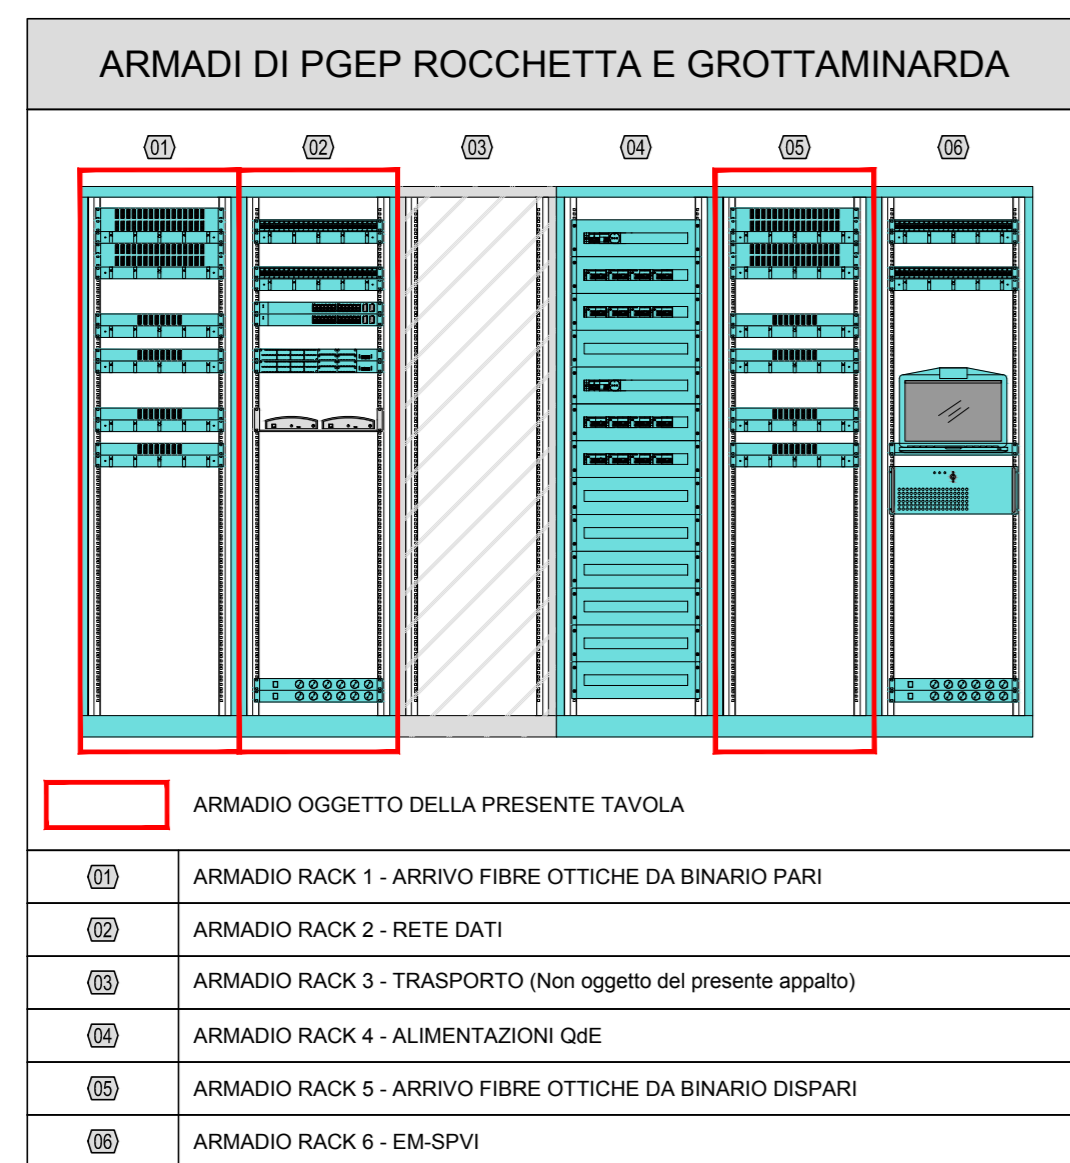 ARMADI DI PGEP ROCCHETTA E GROTTAMINARDA
01 02 03 04 05 06
ARMADIO OGGETTO DELLA PRESENTE TAVOLA
01 ARMADIO RACK 1 - ARRIVO FIBRE OTTICHE DA BINARIO PARI
02 ARMADIO RACK 2 - RETE DATI
03 ARMADIO RACK 3 - TRASPORTO (Non oggetto del presente appalto)
04 ARMADIO RACK 4 - ALIMENTAZIONI QdE
05 ARMADIO RACK 5 - ARRIVO FIBRE OTTICHE DA BINARIO DISPARI
06 ARMADIO RACK 6 - EM-SPVI